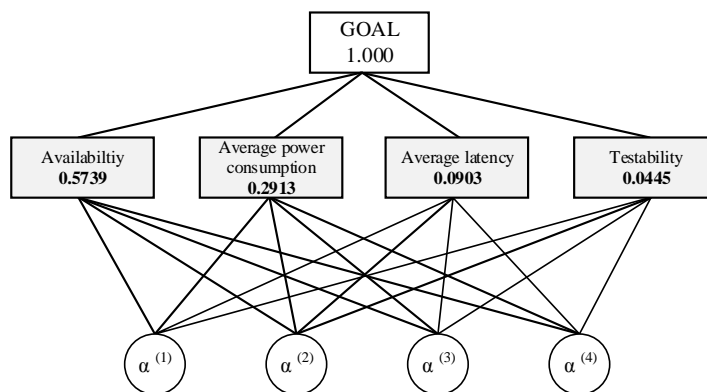 GOAL
1.000
Availabiltiy
0.5739
Average power
consumption
0.2913
Average latency
0.0903
Testability
0.0445
α (1)
α (2)
α (3)
α (4)